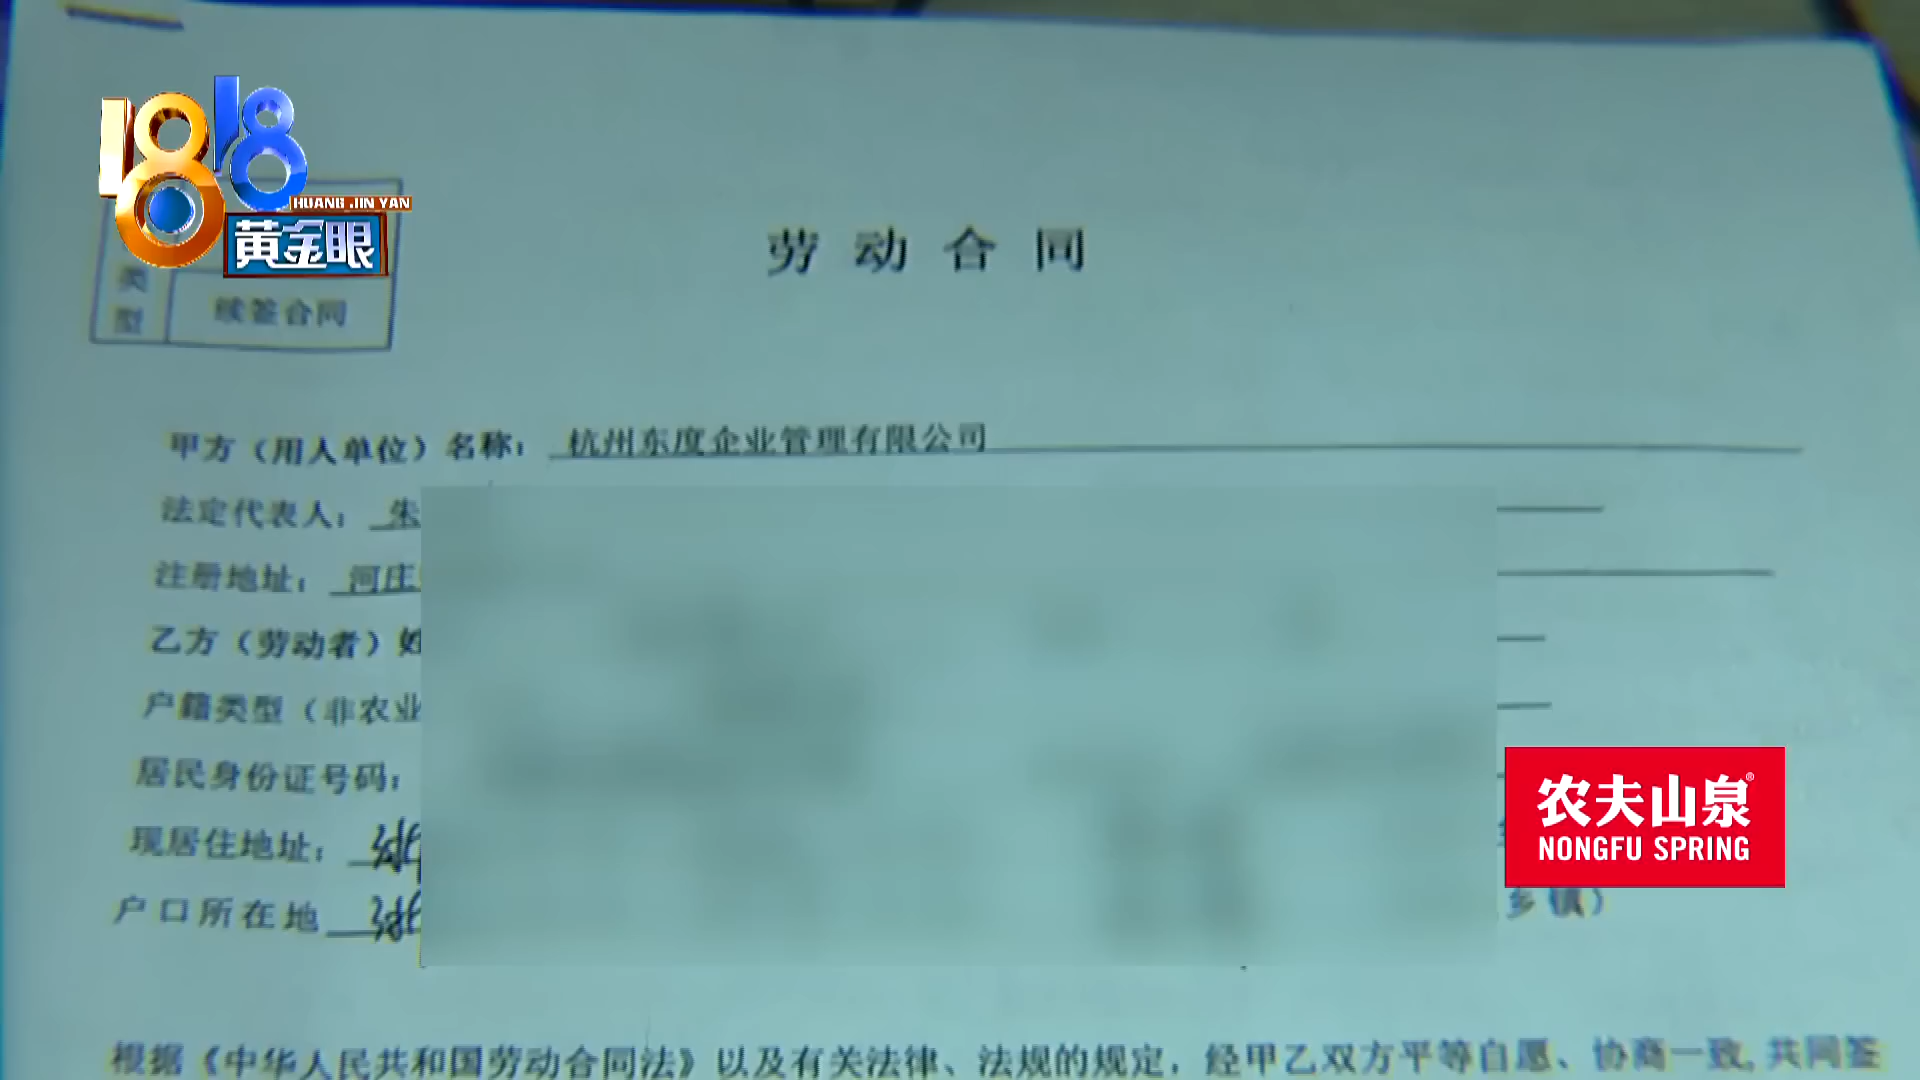 1818
HUANG JIN YAN
黄金眼
类型
续签合同
劳动合同
甲方（用人单位）名称： 杭州东度企业管理有限公司
法定代表人： 朱
注册地址： 河庄
乙方（劳动者）姓
户籍类型（非农业
居民身份证号码：
现居住地址： 湖
户口所在地 湖
乡镇）
农夫山泉®
NONGFU SPRING
根据《中华人民共和国劳动合同法》以及有关法律、法规的规定，经甲乙双方平等自愿、协商一致，共同签